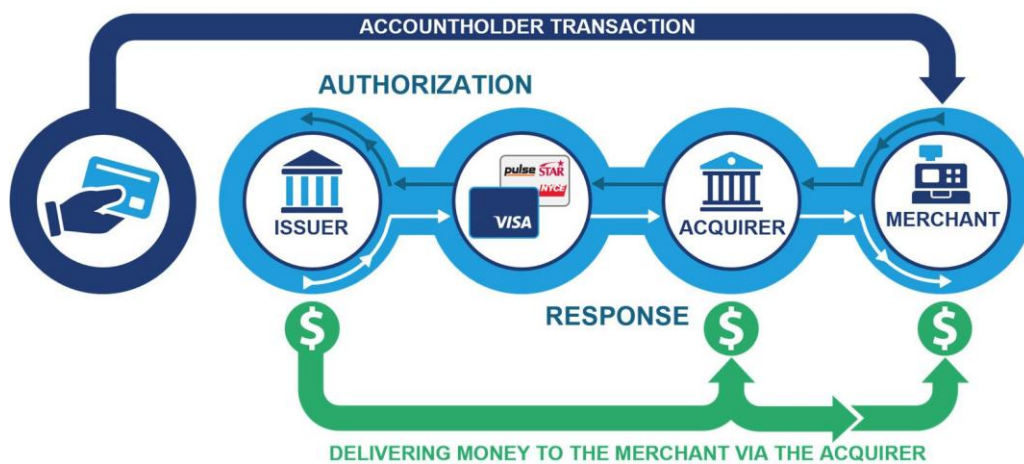 ACCOUNTHOLDER TRANSACTION
AUTHORIZATION
pulse STAR
NYCE
VISA
ISSUER
ACQUIRER
MERCHANT
RESPONSE
$ $ $
DELIVERING MONEY TO THE MERCHANT VIA THE ACQUIRER